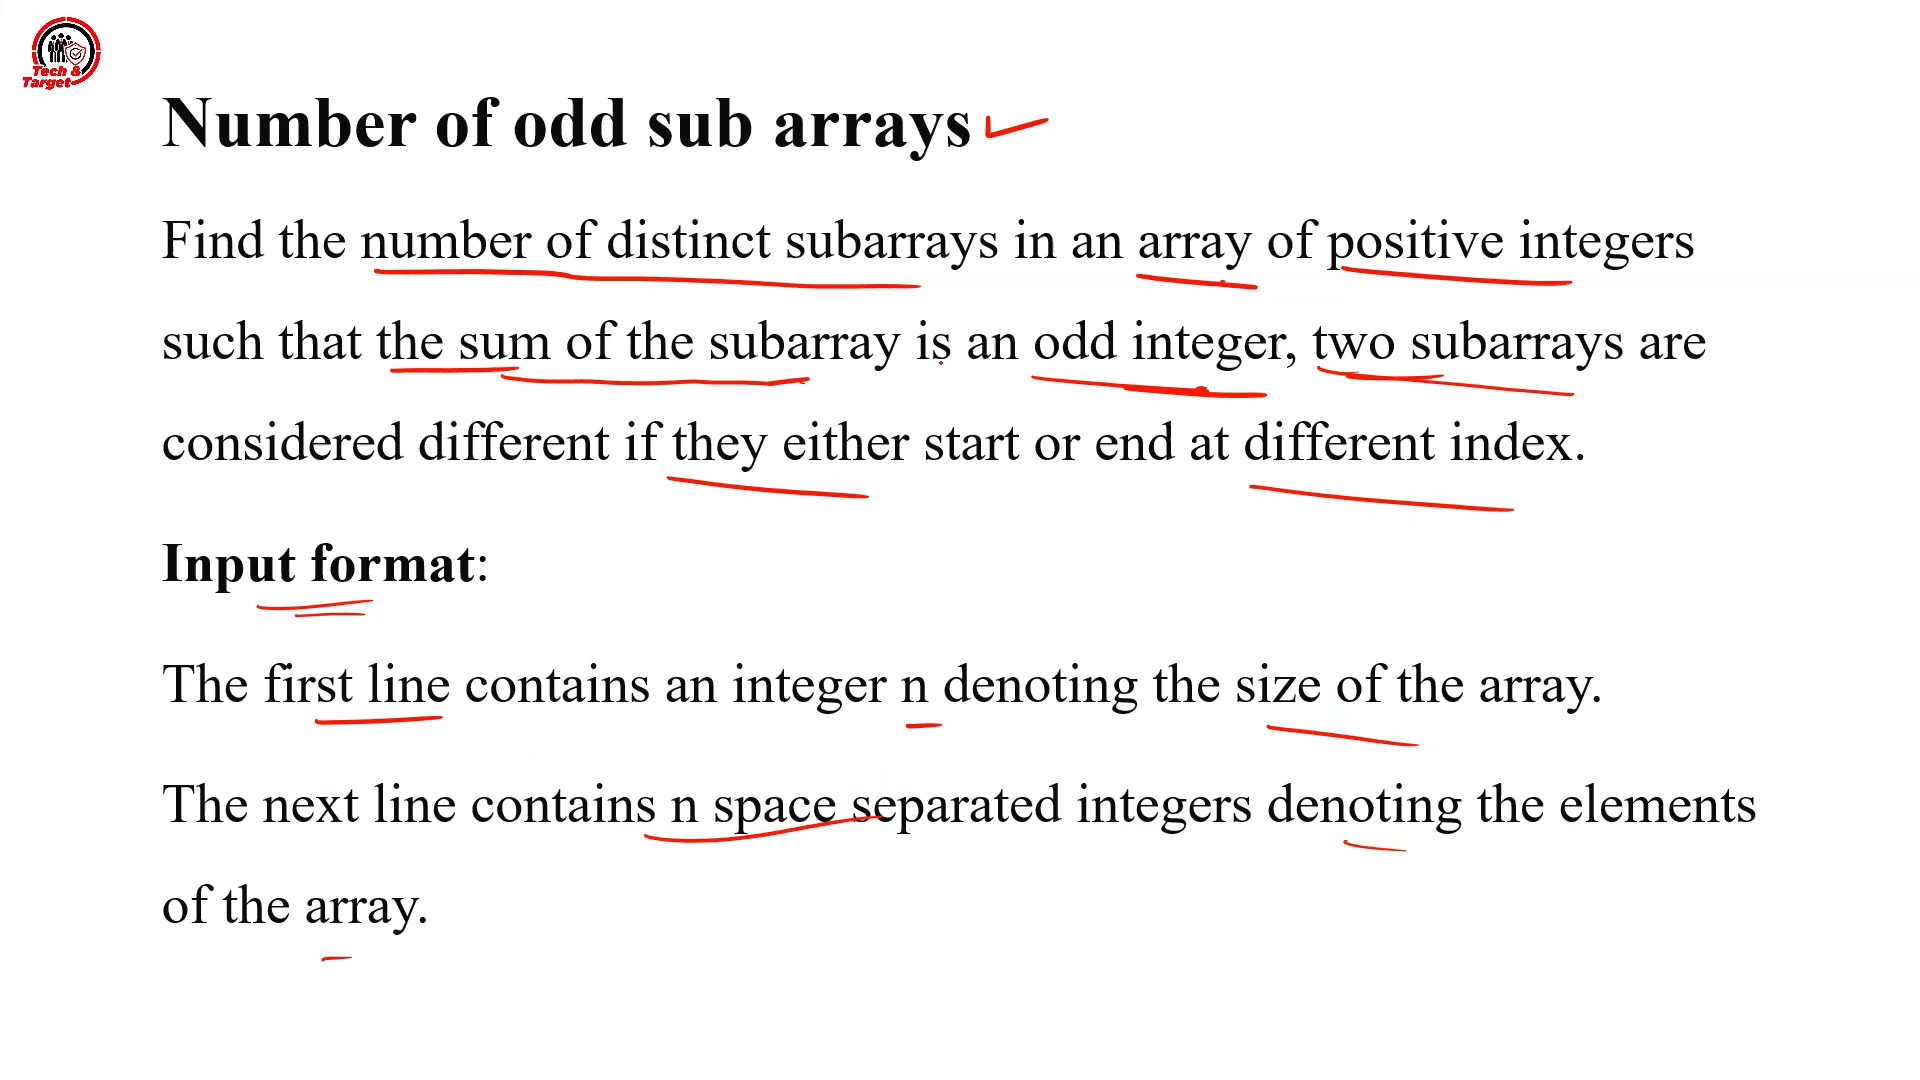 Tech &
Target
Number of odd sub arrays
Find the number of distinct subarrays in an array of positive integers
such that the sum of the subarray is an odd integer, two subarrays are
considered different if they either start or end at different index.
Input format:
The first line contains an integer n denoting the size of the array.
The next line contains n space separated integers denoting the elements
of the array.